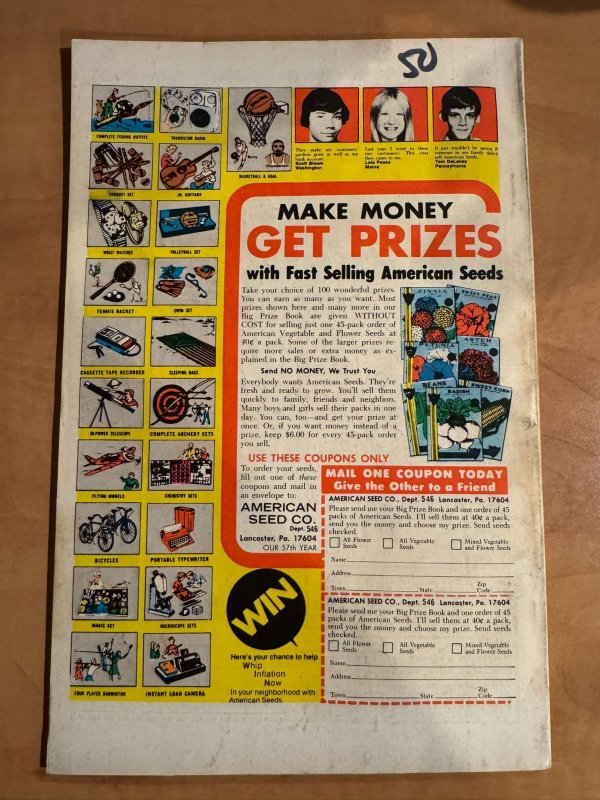 50
COMPLETE FISHING OUTFITS
TRANSISTOR RADIO
CROQUET SET
JR. GUITARS
WRIST WATCHES
VOLLEYBALL SET
TENNIS RACKET
SWIM SET
CASSETTE TAPE RECORDER
SLEEPING BAGS
30-POWER TELESCOPE
COMPLETE ARCHERY SETS
FLYING MODELS
CHEMISTRY SETS
BICYCLES
PORTABLE TYPEWRITER
MAGIC SET
MICROSCOPE SETS
FOUR PLAYER BADMINTON
INSTANT LOAD CAMERA
BASKETBALL & GOAL
They make my customers'
gardens grow as well as my
bank account.
Scott Bloom
Washington
Last year I went to them
(my customers). This year
they came to me.
Lois Pease
Maine
It just wouldn't be spring if
someone in our family didn't
sell American Seeds.
Tom DeLaney
Pennsylvania
MAKE MONEY
GET PRIZES
with Fast Selling American Seeds
Take your choice of 100 wonderful prizes.
You can earn as many as you want. Most
prizes shown here and many more in our
Big Prize Book are given WITHOUT
COST for selling just one 45-pack order of
American Vegetable and Flower Seeds at
40¢ a pack. Some of the larger prizes re-
quire more sales or extra money as ex-
plained in the Big Prize Book.
Send NO MONEY, We Trust You
Everybody wants American Seeds. They're
fresh and ready to grow. You'll sell them
quickly to family, friends and neighbors.
Many boys and girls sell their packs in one
day. You can, too—and get your prize at
once. Or, if you want money instead of a
prize, keep $6.00 for every 45-pack order
you sell.
ZINNIA
SWEET PEAS
ASTER
BEANS
RADISH
SWEET CORN
USE THESE COUPONS ONLY
To order your seeds,
fill out one of these
coupons and mail in
an envelope to:
AMERICAN
SEED CO.
Dept. 546
Lancaster, Pa. 17604
OUR 57th YEAR
MAIL ONE COUPON TODAY
Give the Other to a Friend
AMERICAN SEED CO., Dept. 546 Lancaster, Pa. 17604
Please send me your Big Prize Book and one order of 45
packs of American Seeds. I'll sell them at 40¢ a pack,
send you the money and choose my prize. Send seeds
checked.
All Flower Seeds
All Vegetable Seeds
Mixed Vegetable and Flower Seeds
Name
Address
Town State Zip Code
AMERICAN SEED CO., Dept. 546 Lancaster, Pa. 17604
Please send me your Big Prize Book and one order of 45
packs of American Seeds. I'll sell them at 40¢ a pack,
send you the money and choose my prize. Send seeds
checked.
All Flower Seeds
All Vegetable Seeds
Mixed Vegetable and Flower Seeds
Name
Address
Town State Zip Code
WIN
Here's your chance to help
Whip
Inflation
Now
in your neighborhood with
American Seeds.